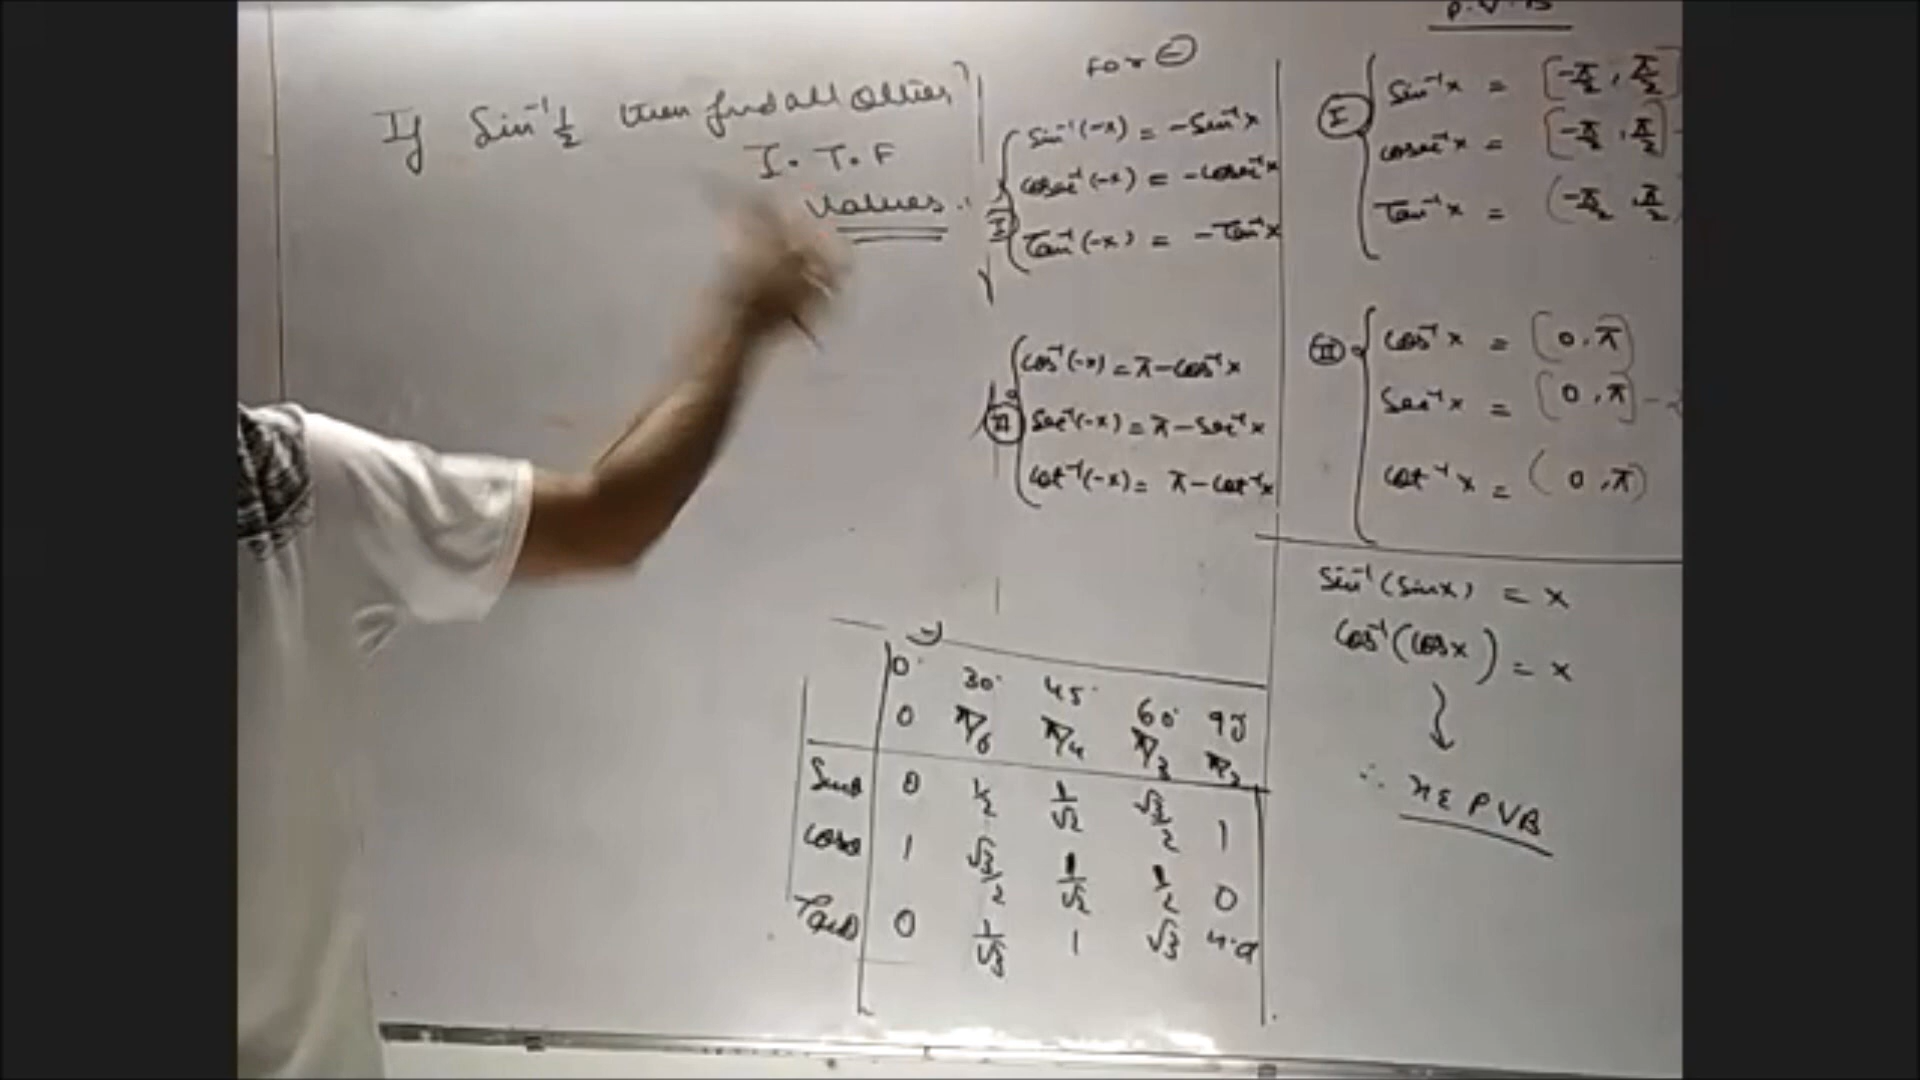 If Sin⁻¹ 1/2 then find all other
I. T. F
Values.
For ⊖
I
Sin⁻¹(-x) = -Sin⁻¹x
Cosec⁻¹(-x) = -Cosec⁻¹x
Tan⁻¹(-x) = -Tan⁻¹x
II
Cos⁻¹(-x) = π - Cos⁻¹x
Sec⁻¹(-x) = π - Sec⁻¹x
Cot⁻¹(-x) = π - Cot⁻¹x
P.V.B
I
Sin⁻¹x = [-π/2, π/2]
Cosec⁻¹x = [-π/2, π/2] -
Tan⁻¹x = (-π/2, π/2)
II
Cos⁻¹x = [0, π]
Sec⁻¹x = [0, π] -
Cot⁻¹x = (0, π)
Sin⁻¹(Sinx) = x
Cos⁻¹(Cosx) = x
∴ x ε PVB
0° 30° 45° 60° 90
0 π/6 π/4 π/3 π/2
Sinθ 0 1/2 1/√2 √3/2 1
Cosθ 1 √3/2 1/√2 1/2 0
Tanθ 0 1/√3 1 √3 n.d